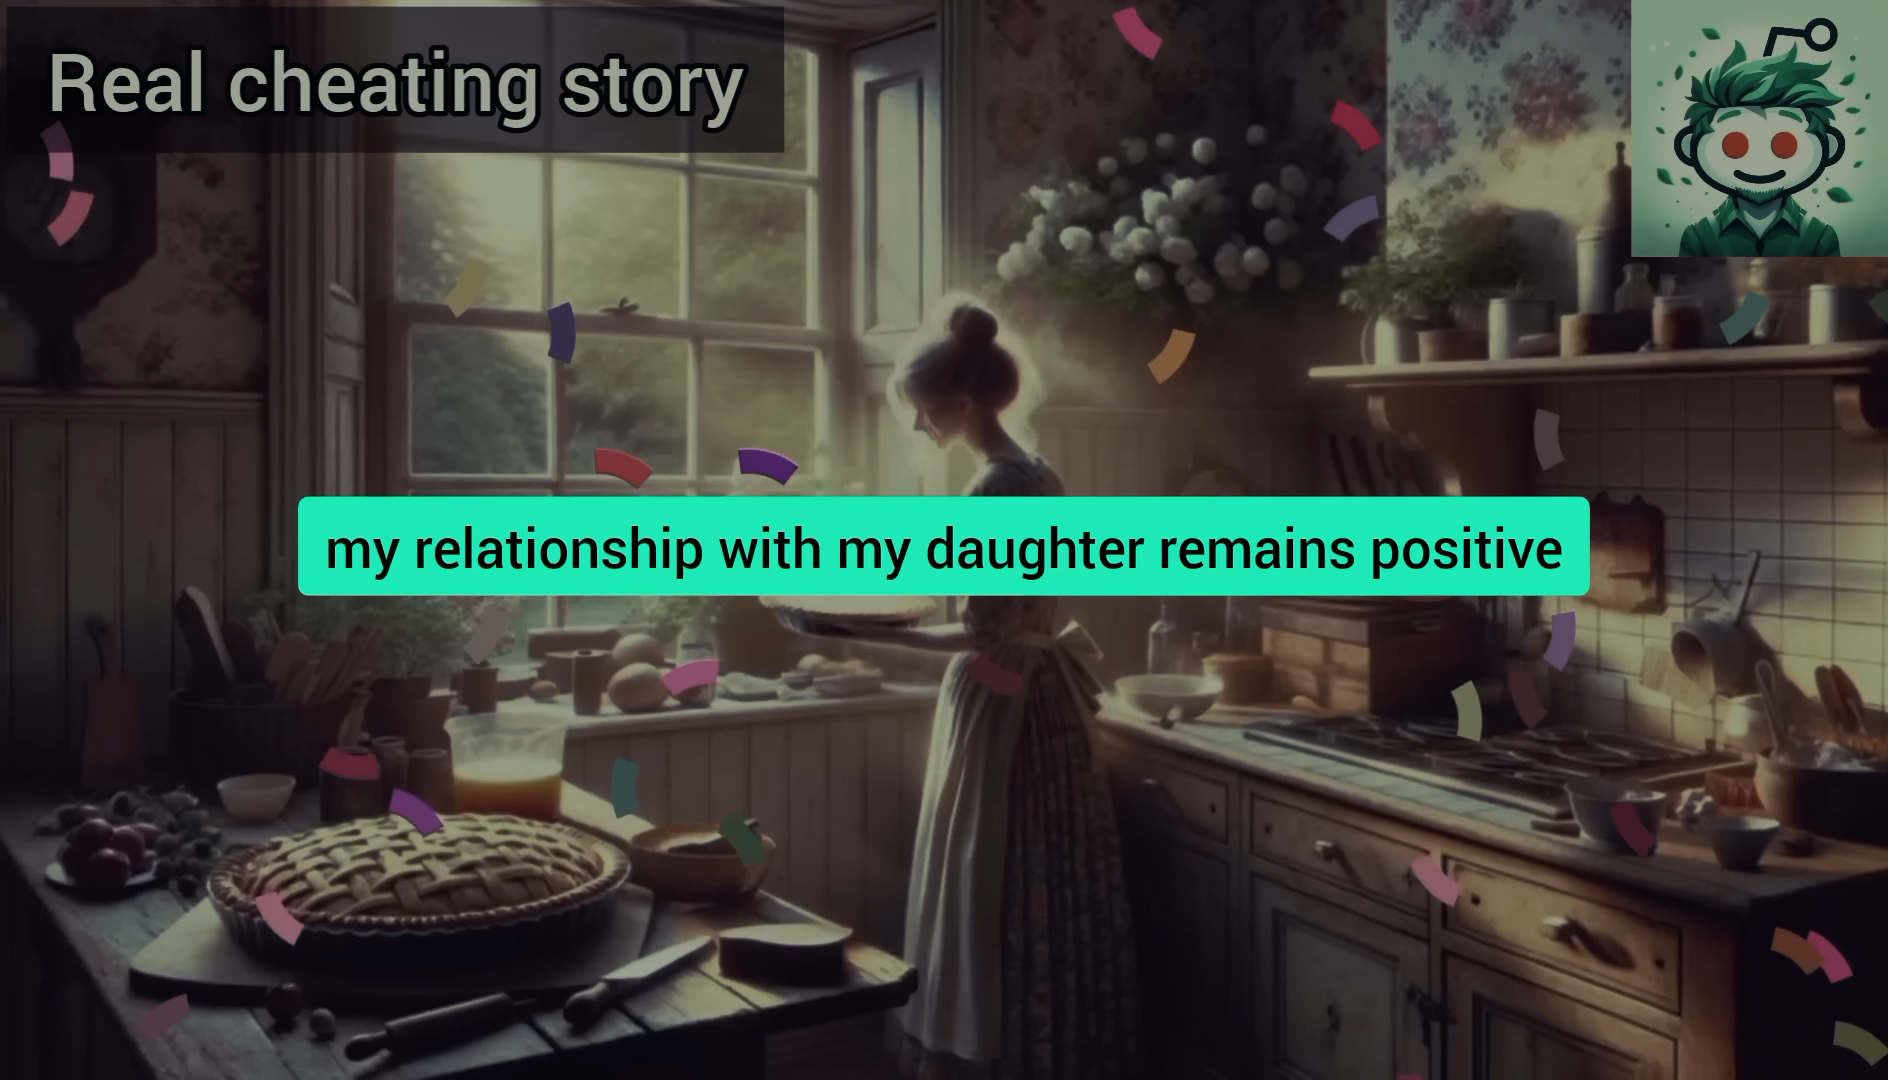 Real cheating story
my relationship with my daughter remains positive